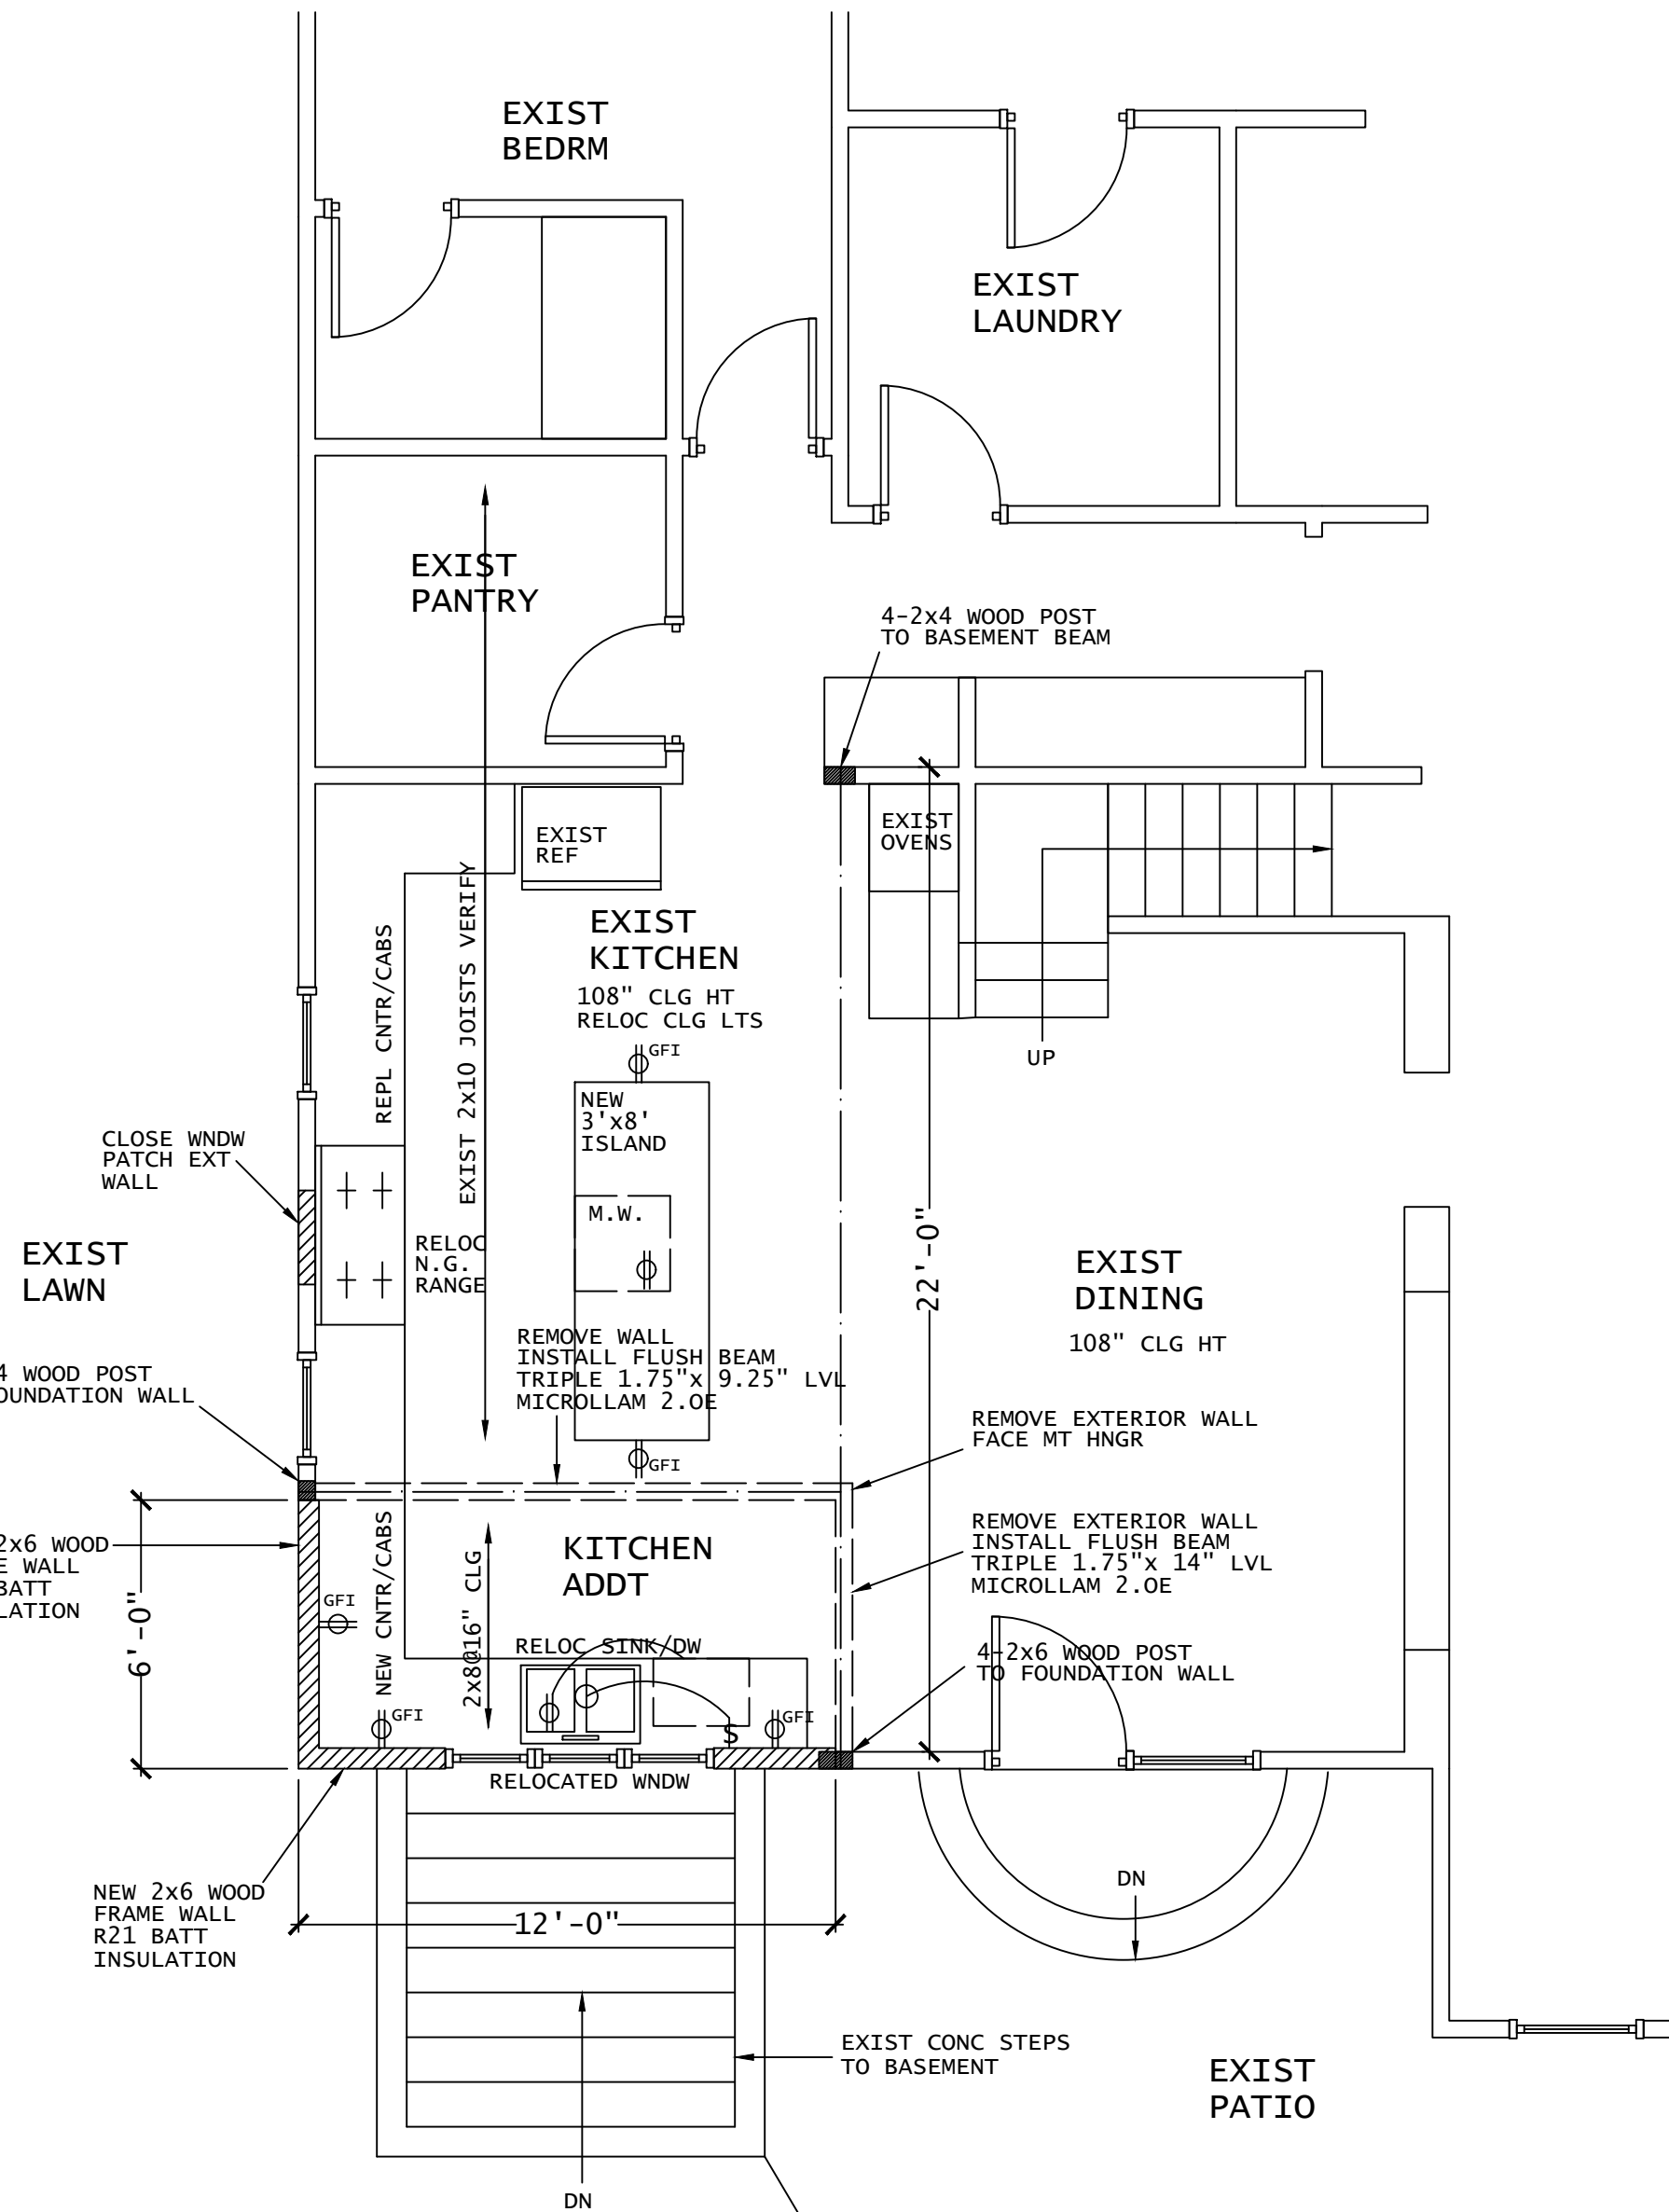 EXIST
BEDRM
EXIST
LAUNDRY
EXIST
PANTRY
4-2x4 WOOD POST
TO BASEMENT BEAM
EXIST
REF
EXIST
OVENS
EXIST
KITCHEN
108" CLG HT
RELOC CLG LTS
REPL CNTR/CABS
EXIST 2x10 JOISTS VERIFY
UP
GFI
NEW
3'x8'
ISLAND
CLOSE WNDW
PATCH EXT
WALL
M.W.
RELOC
N.G.
RANGE
EXIST
LAWN
22'-0"
EXIST
DINING
108" CLG HT
REMOVE WALL
INSTALL FLUSH BEAM
TRIPLE 1.75"x 9.25" LVL
MICROLLAM 2.0E
4 WOOD POST
FOUNDATION WALL
GFI
REMOVE EXTERIOR WALL
FACE MT HNGR
2x6 WOOD
E WALL
BATT
LATION
6'-0"
GFI
NEW CNTR/CABS
2x8@16" CLG
KITCHEN
ADDT
REMOVE EXTERIOR WALL
INSTALL FLUSH BEAM
TRIPLE 1.75"x 14" LVL
MICROLLAM 2.0E
RELOC SINK/DW
4-2x6 WOOD POST
TO FOUNDATION WALL
GFI
S
GFI
RELOCATED WNDW
NEW 2x6 WOOD
FRAME WALL
R21 BATT
INSULATION
12'-0"
DN
EXIST CONC STEPS
TO BASEMENT
EXIST
PATIO
DN